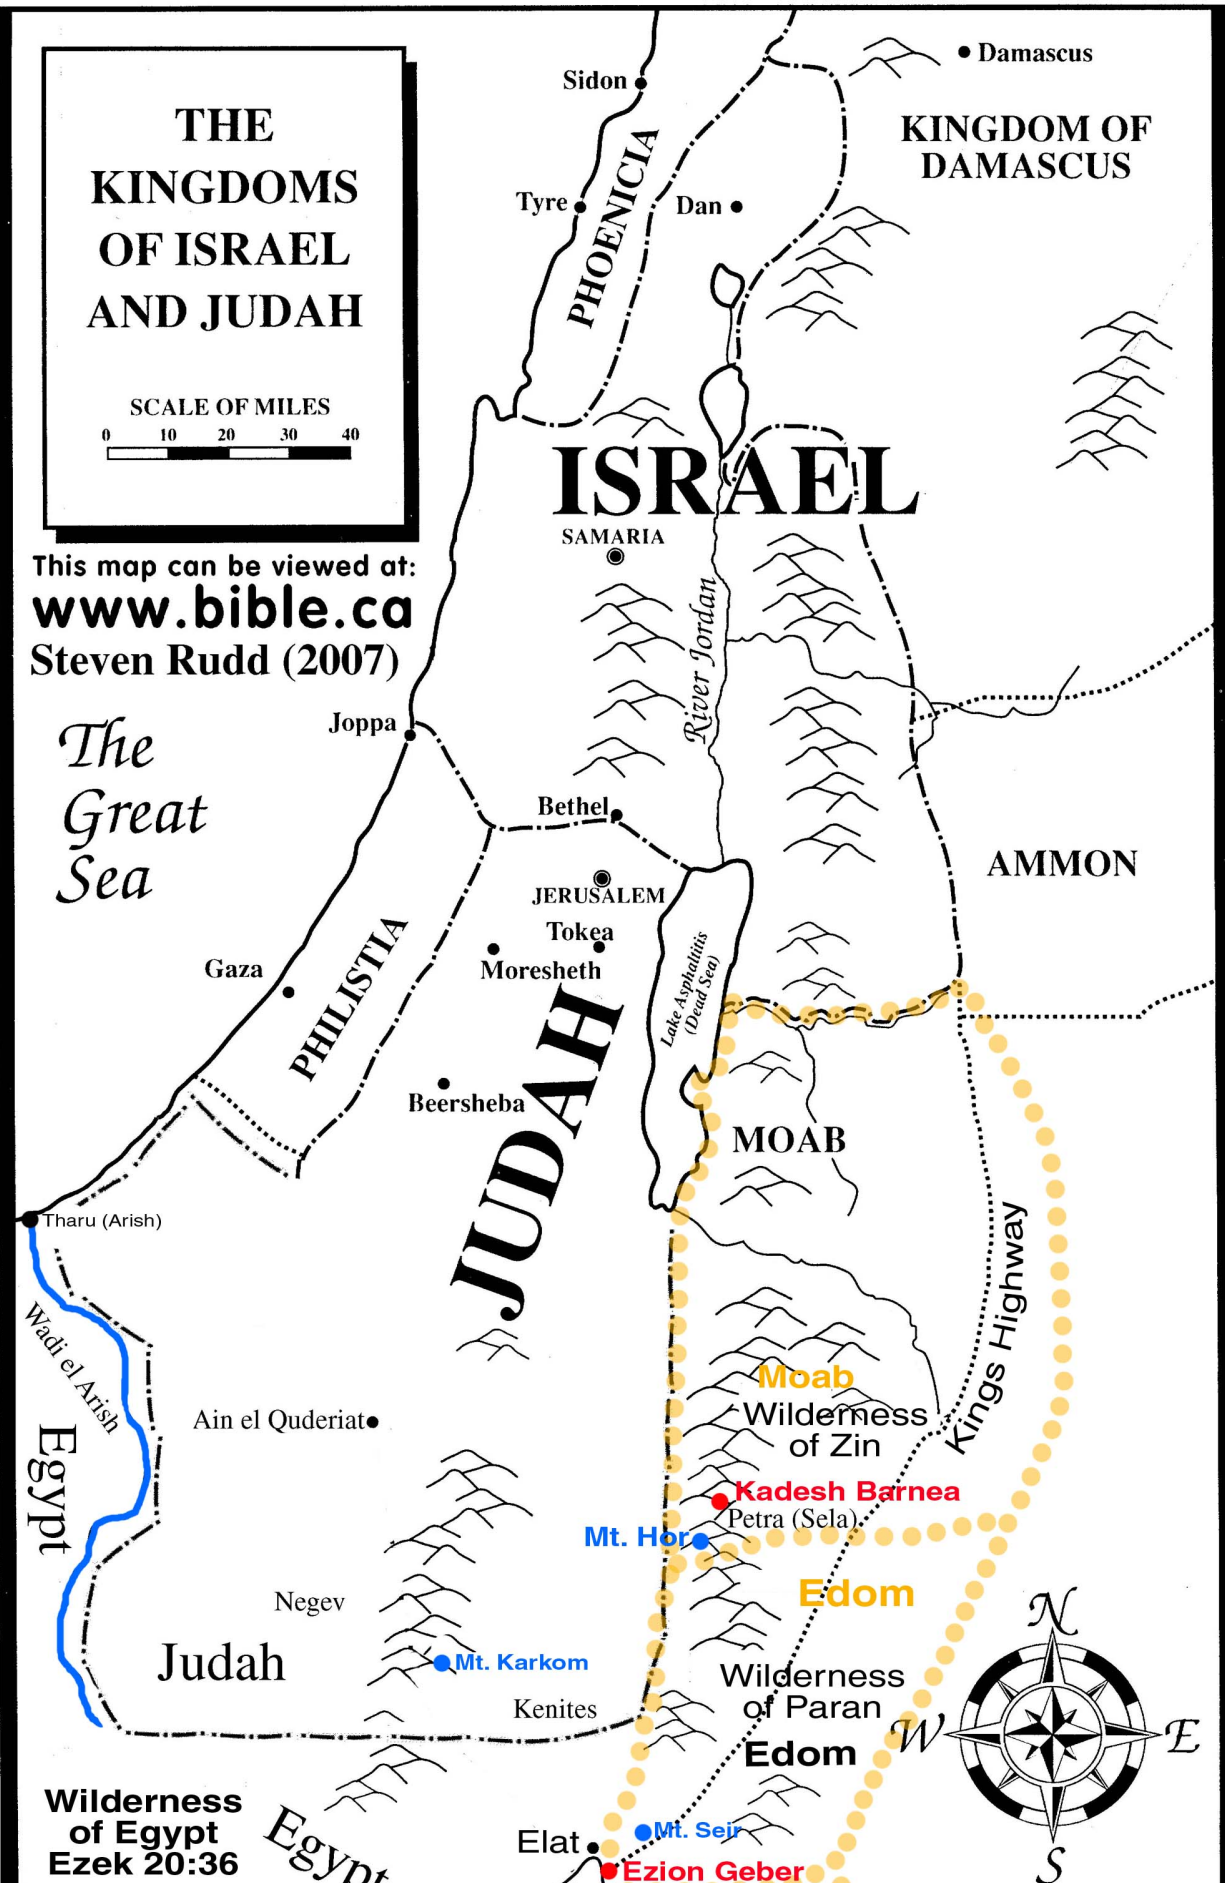 THE
KINGDOMS
OF ISRAEL
AND JUDAH
SCALE OF MILES
0 10 20 30 40
This map can be viewed at:
www.bible.ca
Steven Rudd (2007)
Damascus
KINGDOM OF
DAMASCUS
Sidon
PHOENICIA
Tyre
Dan
ISRAEL
SAMARIA
River Jordan
The
Great
Sea
Joppa
Bethel
AMMON
JERUSALEM
Tokea
Moresheth
Gaza
PHILISTIA
Lake Asphaltitis
(Dead Sea)
JUDAH
Beersheba
MOAB
Tharu (Arish)
Wadi el Arish
Egypt
Kings Highway
Moab
Wilderness
of Zin
Ain el Quderiat
Kadesh Barnea
Petra (Sela)
Mt. Hor
Edom
Negev
Judah
Mt. Karkom
Kenites
Wilderness
of Paran
Edom
N
W
E
S
Wilderness
of Egypt
Ezek 20:36
Egypt
Elat
Mt. Seir
Ezion Geber